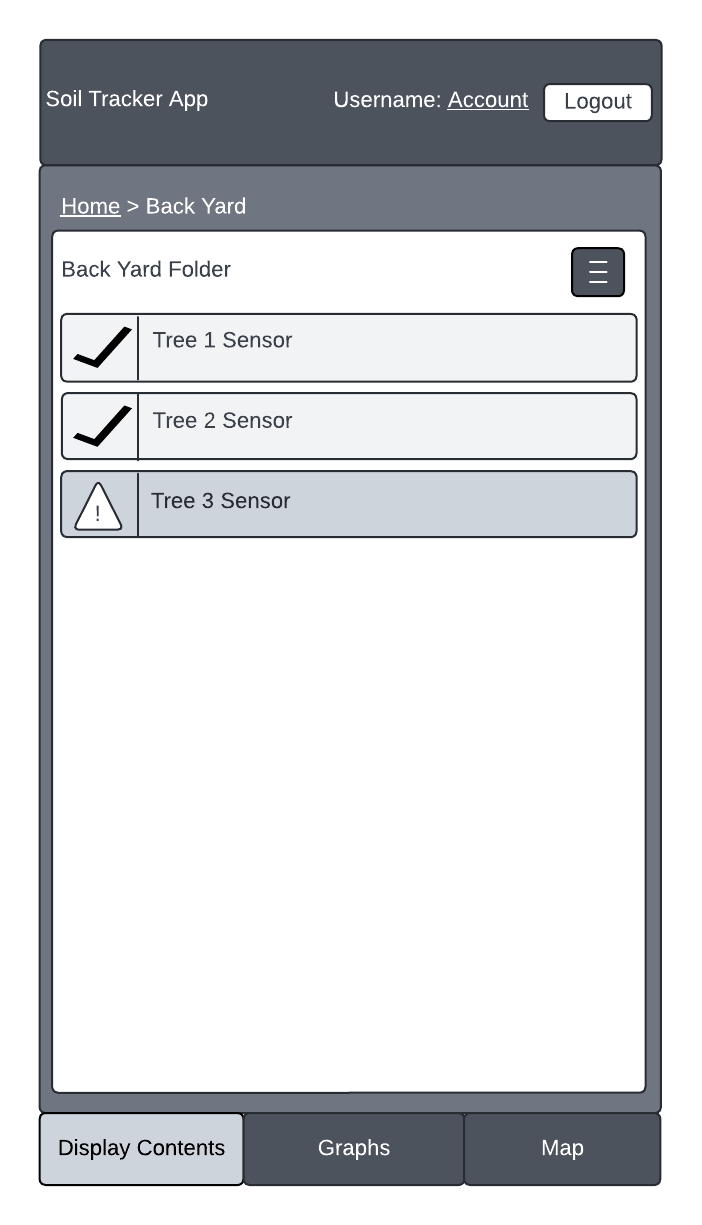 Soil Tracker App
Username: Account
Logout
Home > Back Yard
Back Yard Folder
Tree 1 Sensor
Tree 2 Sensor
!
Tree 3 Sensor
Display Contents
Graphs
Map